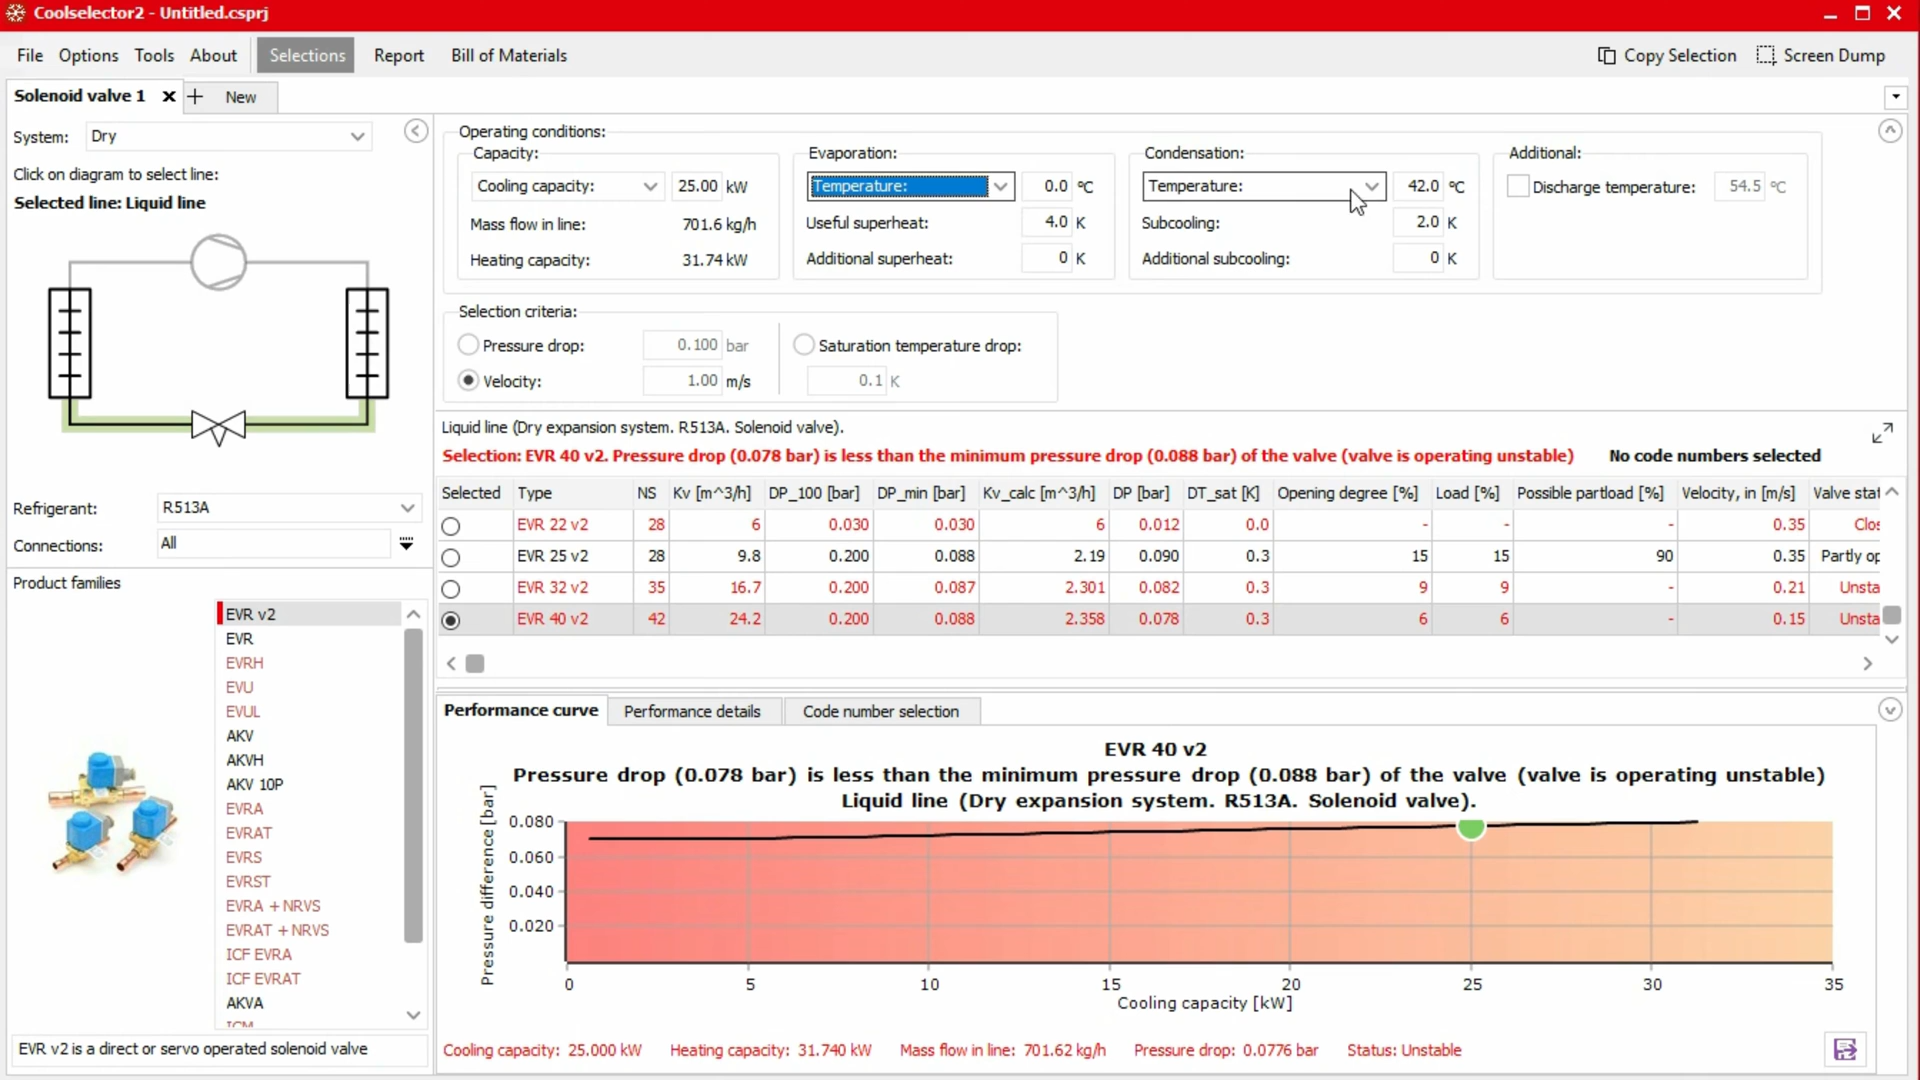 Coolselector2 - Untitled.csprj
File Options Tools About Selections Report Bill of Materials Copy Selection Screen Dump
Solenoid valve 1 × + New
System: Dry
Click on diagram to select line:
Selected line: Liquid line
Refrigerant: R513A
Connections: All
Product families
EVR v2
EVR
EVRH
EVU
EVUL
AKV
AKVH
AKV 10P
EVRA
EVRAT
EVRS
EVRST
EVRA + NRVS
EVRAT + NRVS
ICF EVRA
ICF EVRAT
AKVA
ICM
EVR v2 is a direct or servo operated solenoid valve
Operating conditions:
Capacity:
Cooling capacity: 25.00 kW
Mass flow in line: 701.6 kg/h
Heating capacity: 31.74 kW
Evaporation:
Temperature: 0.0 °C
Useful superheat: 4.0 K
Additional superheat: 0 K
Condensation:
Temperature: 42.0 °C
Subcooling: 2.0 K
Additional subcooling: 0 K
Additional:
Discharge temperature: 54.5 °C
Selection criteria:
Pressure drop: 0.100 bar
Velocity: 1.00 m/s
Saturation temperature drop:
0.1 K
Liquid line (Dry expansion system. R513A. Solenoid valve).
Selection: EVR 40 v2. Pressure drop (0.078 bar) is less than the minimum pressure drop (0.088 bar) of the valve (valve is operating unstable) No code numbers selected
Selected Type NS Kv [m^3/h] DP_100 [bar] DP_min [bar] Kv_calc [m^3/h] DP [bar] DT_sat [K] Opening degree [%] Load [%] Possible partload [%] Velocity, in [m/s] Valve stat
EVR 22 v2 28 6 0.030 0.030 6 0.012 0.0 - - - 0.35 Clos
EVR 25 v2 28 9.8 0.200 0.088 2.19 0.090 0.3 15 15 90 0.35 Partly op
EVR 32 v2 35 16.7 0.200 0.087 2.301 0.082 0.3 9 9 - 0.21 Unsta
EVR 40 v2 42 24.2 0.200 0.088 2.358 0.078 0.3 6 6 - 0.15 Unsta
Performance curve Performance details Code number selection
EVR 40 v2
Pressure drop (0.078 bar) is less than the minimum pressure drop (0.088 bar) of the valve (valve is operating unstable)
Liquid line (Dry expansion system. R513A. Solenoid valve).
Pressure difference [bar]
0.080
0.060
0.040
0.020
0 5 10 15 20 25 30 35
Cooling capacity [kW]
Cooling capacity: 25.000 kW Heating capacity: 31.740 kW Mass flow in line: 701.62 kg/h Pressure drop: 0.0776 bar Status: Unstable